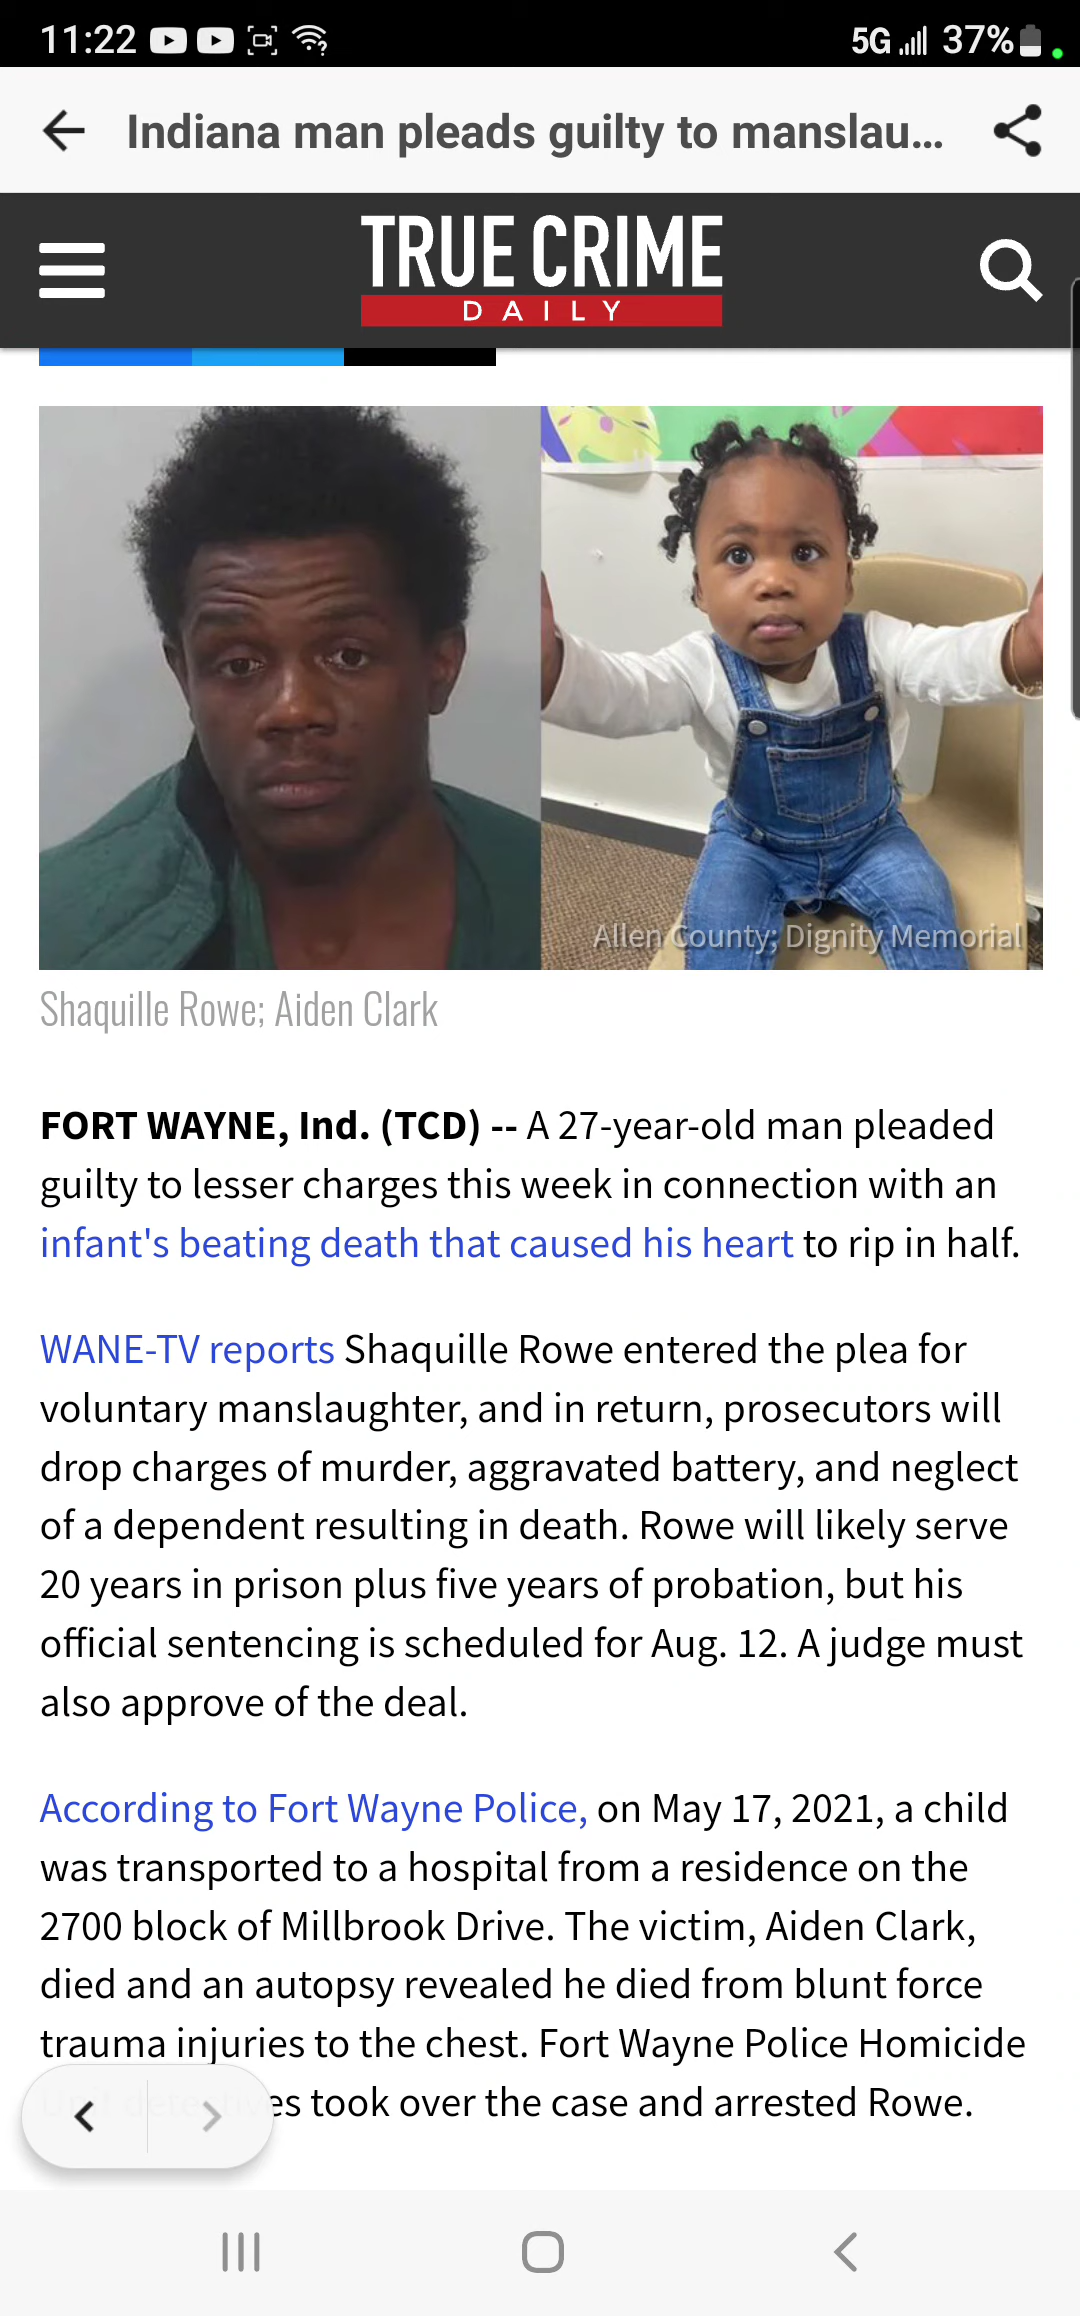 11:22
5G 37%
Indiana man pleads guilty to manslau...
TRUE CRIME
DAILY
Allen County; Dignity Memorial
Shaquille Rowe; Aiden Clark
FORT WAYNE, Ind. (TCD) -- A 27-year-old man pleaded
guilty to lesser charges this week in connection with an
infant's beating death that caused his heart to rip in half.
WANE-TV reports Shaquille Rowe entered the plea for
voluntary manslaughter, and in return, prosecutors will
drop charges of murder, aggravated battery, and neglect
of a dependent resulting in death. Rowe will likely serve
20 years in prison plus five years of probation, but his
official sentencing is scheduled for Aug. 12. A judge must
also approve of the deal.
According to Fort Wayne Police, on May 17, 2021, a child
was transported to a hospital from a residence on the
2700 block of Millbrook Drive. The victim, Aiden Clark,
died and an autopsy revealed he died from blunt force
trauma injuries to the chest. Fort Wayne Police Homicide
Unit detectives took over the case and arrested Rowe.